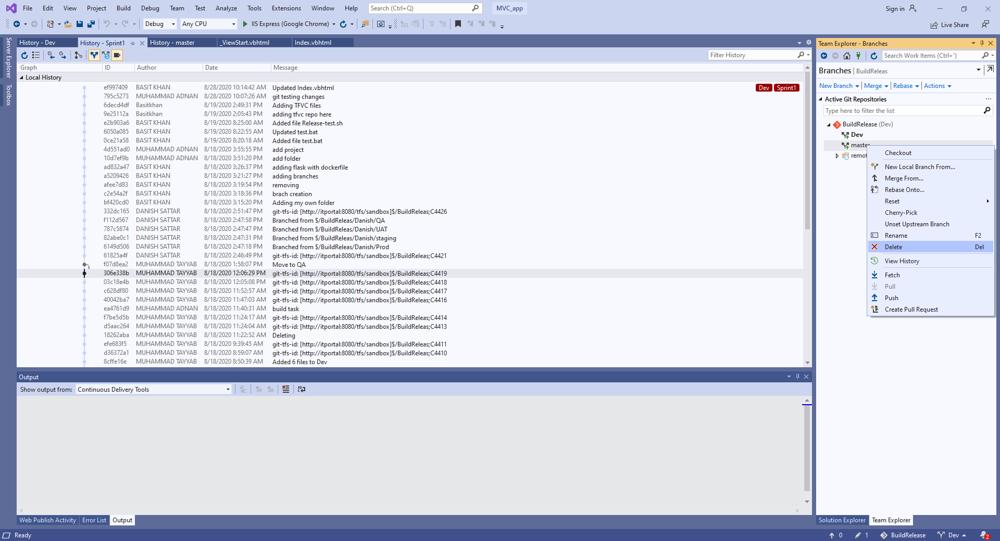 File Edit View Project Build Debug Team Test Analyze Tools Extensions Window Help Search (Ctrl+Q) MVC_app Sign in
Debug Any CPU IIS Express (Google Chrome) Live Share
Server Explorer
Toolbox
History - Dev History - Sprint1 History - master _ViewStart.vbhtml Index.vbhtml
Filter History
Graph ID Author Date Message
Local History
ef997409 BASIT KHAN 8/28/2020 10:14:42 AM Updated Index.vbhtml Dev Sprint1
795c5273 MUHAMMAD ADNAN 8/28/2020 10:07:26 AM git testing changes
6decd4df Basitkhan 8/19/2020 2:49:31 PM Adding TFVC files
9e25112a Basitkhan 8/19/2020 2:05:43 PM adding tfvc repo here
e2b903a6 BASIT KHAN 8/19/2020 8:25:00 AM Added file Release-test.sh
6050a085 BASIT KHAN 8/19/2020 8:22:55 AM Updated test.bat
0ce21a58 BASIT KHAN 8/19/2020 8:20:18 AM Added file test.bat
4d551ad0 MUHAMMAD ADNAN 8/18/2020 3:55:55 PM add project
10d7ef9b MUHAMMAD ADNAN 8/18/2020 3:51:20 PM add folder
ad832a47 BASIT KHAN 8/18/2020 3:26:37 PM adding flask with dockerfile
a5209426 BASIT KHAN 8/18/2020 3:21:27 PM adding branches
afee7d83 BASIT KHAN 8/18/2020 3:19:54 PM removing
c2e54a2f BASIT KHAN 8/18/2020 3:18:36 PM brach creation
bf420cd0 BASIT KHAN 8/18/2020 3:15:20 PM Adding my own folder
332dc165 DANISH SATTAR 8/18/2020 2:51:47 PM git-tfs-id: [http://itportal:8080/tfs/sandbox]$/BuildReleas;C4426
f112d567 DANISH SATTAR 8/18/2020 2:47:58 PM Branched from $/BuildReleas/Danish/QA
787c5874 DANISH SATTAR 8/18/2020 2:47:47 PM Branched from $/BuildReleas/Danish/UAT
82abe0c1 DANISH SATTAR 8/18/2020 2:47:31 PM Branched from $/BuildReleas/Danish/staging
6149d506 DANISH SATTAR 8/18/2020 2:47:18 PM Branched from $/BuildReleas/Danish/Prod
61825a4f DANISH SATTAR 8/18/2020 2:46:49 PM git-tfs-id: [http://itportal:8080/tfs/sandbox]$/BuildReleas;C4421
f07d8ea2 MUHAMMAD TAYYAB 8/18/2020 1:58:07 PM Move to QA
306e338b MUHAMMAD TAYYAB 8/18/2020 12:06:29 PM git-tfs-id: [http://itportal:8080/tfs/sandbox]$/BuildReleas;C4419
03c18e4b MUHAMMAD TAYYAB 8/18/2020 12:05:08 PM git-tfs-id: [http://itportal:8080/tfs/sandbox]$/BuildReleas;C4418
c628df80 MUHAMMAD TAYYAB 8/18/2020 11:52:57 AM git-tfs-id: [http://itportal:8080/tfs/sandbox]$/BuildReleas;C4417
40042ba7 MUHAMMAD TAYYAB 8/18/2020 11:47:03 AM git-tfs-id: [http://itportal:8080/tfs/sandbox]$/BuildReleas;C4416
ea4761d9 MUHAMMAD ADNAN 8/18/2020 11:40:31 AM build task
f7be5d5b MUHAMMAD TAYYAB 8/18/2020 11:24:17 AM git-tfs-id: [http://itportal:8080/tfs/sandbox]$/BuildReleas;C4414
d5aac264 MUHAMMAD TAYYAB 8/18/2020 11:24:04 AM git-tfs-id: [http://itportal:8080/tfs/sandbox]$/BuildReleas;C4413
18262aba MUHAMMAD TAYYAB 8/18/2020 11:22:52 AM Deleting
efe683f5 MUHAMMAD TAYYAB 8/18/2020 9:39:45 AM git-tfs-id: [http://itportal:8080/tfs/sandbox]$/BuildReleas;C4411
d36372a1 MUHAMMAD TAYYAB 8/18/2020 8:59:07 AM git-tfs-id: [http://itportal:8080/tfs/sandbox]$/BuildReleas;C4410
8cffe16e MUHAMMAD TAYYAB 8/18/2020 8:50:39 AM Added 6 files to Dev
Output
Show output from: Continuous Delivery Tools
Web Publish Activity Error List Output
Team Explorer - Branches
Search Work Items (Ctrl+')
Branches | BuildReleas
New Branch Merge Rebase Actions
Active Git Repositories
Type here to filter the list
BuildRelease (Dev)
Dev
master
remot
Checkout
New Local Branch From...
Merge From...
Rebase Onto...
Reset
Cherry-Pick
Unset Upstream Branch
Rename F2
Delete Del
View History
Fetch
Pull
Push
Create Pull Request
Solution Explorer Team Explorer
Ready 0 1 BuildRelease Dev 2